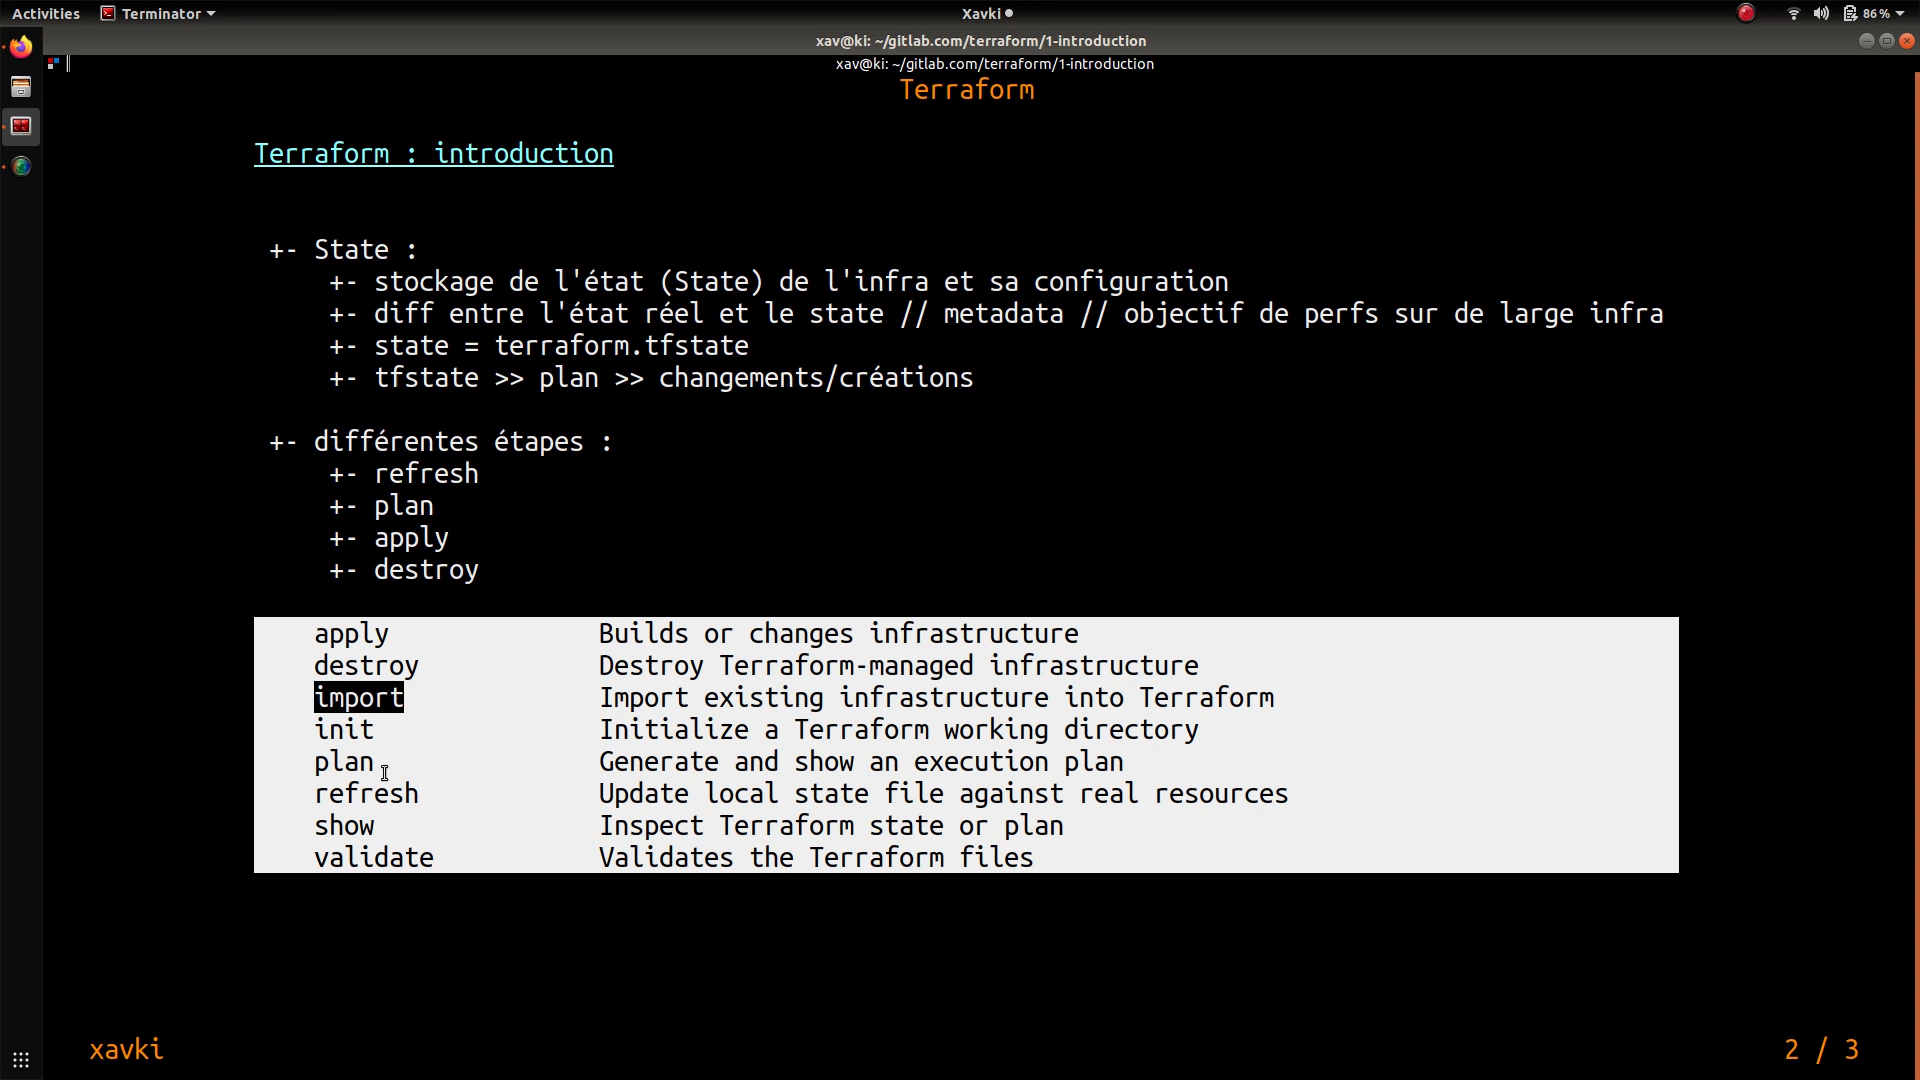 Activities Terminator Xavki 86%
xav@ki: ~/gitlab.com/terraform/1-introduction
xav@ki: ~/gitlab.com/terraform/1-introduction
Terraform
Terraform : introduction
+- State :
+- stockage de l'état (State) de l'infra et sa configuration
+- diff entre l'état réel et le state // metadata // objectif de perfs sur de large infra
+- state = terraform.tfstate
+- tfstate >> plan >> changements/créations
+- différentes étapes :
+- refresh
+- plan
+- apply
+- destroy
apply Builds or changes infrastructure
destroy Destroy Terraform-managed infrastructure
import Import existing infrastructure into Terraform
init Initialize a Terraform working directory
plan Generate and show an execution plan
refresh Update local state file against real resources
show Inspect Terraform state or plan
validate Validates the Terraform files
xavki 2 / 3